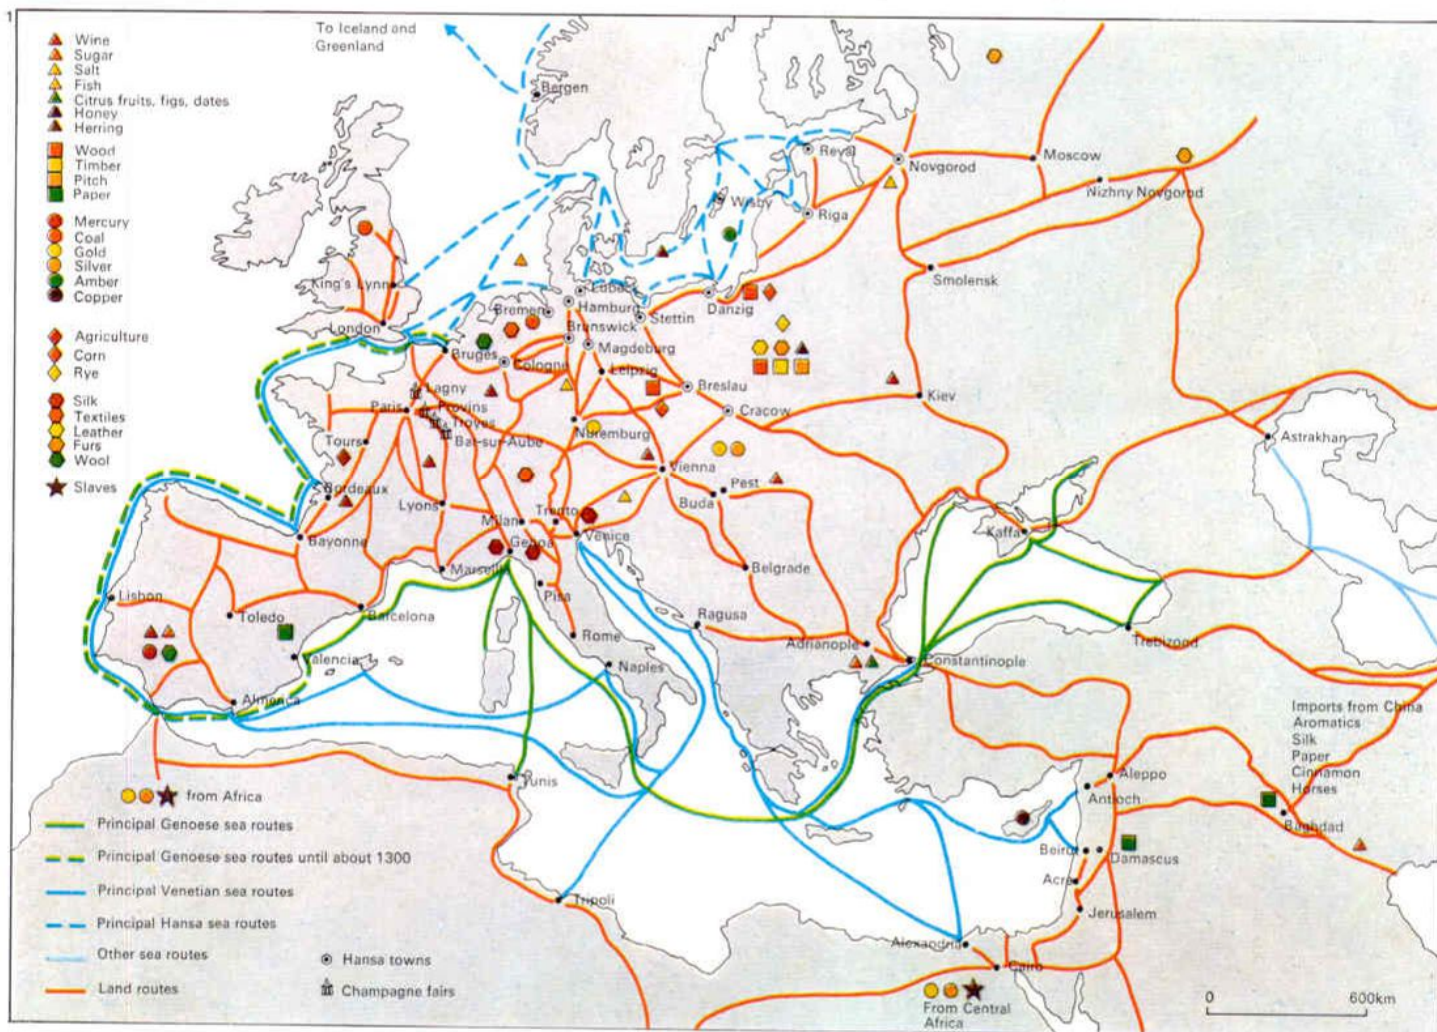 1
To Iceland and
Greenland
Wine
Sugar
Salt
Fish
Citrus fruits, figs, dates
Honey
Herring
Wood
Timber
Pitch
Paper
Mercury
Coal
Gold
Silver
Amber
Copper
Agriculture
Corn
Rye
Silk
Textiles
Leather
Furs
Wool
Slaves
Bergen
Reval
Novgorod
Moscow
Nizhny Novgorod
Wisby
Riga
Smolensk
King's Lynn
London
Lübeck
Hamburg
Bremen
Stettin
Danzig
Brunswick
Magdeburg
Bruges
Cologne
Leipzig
Breslau
Lagny
Provins
Paris
Troyes
Bar-sur-Aube
Cracow
Kiev
Nuremburg
Tours
Astrakhan
Vienna
Buda
Pest
Bordeaux
Lyons
Milan
Trento
Venice
Genoa
Bayonne
Kaffa
Marseille
Belgrade
Pisa
Lisbon
Toledo
Barcelona
Ragusa
Rome
Adrianople
Trebizond
Valencia
Naples
Constantinople
Almerica
Imports from China
Aromatics
Silk
Paper
Cinnamon
Horses
Tunis
Aleppo
Antioch
from Africa
Baghdad
Beirut
Damascus
Acre
Jerusalem
Tripoli
Alexandria
Cairo
From Central
Africa
Principal Genoese sea routes
Principal Genoese sea routes until about 1300
Principal Venetian sea routes
Principal Hansa sea routes
Other sea routes
Land routes
Hansa towns
Champagne fairs
0 600km